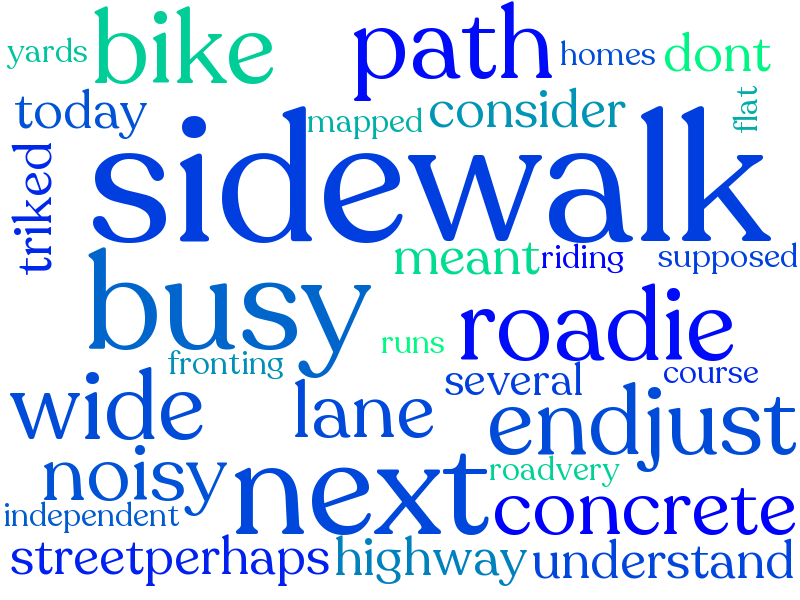 yards
bike
path
homes
dont
today
mapped
consider
flat
triked
sidewalk
meant
riding
supposed
busy
roadie
runs
fronting
several
course
wide
lane
endjust
noisy
next
roadvery
concrete
independent
streetperhaps
highway
understand